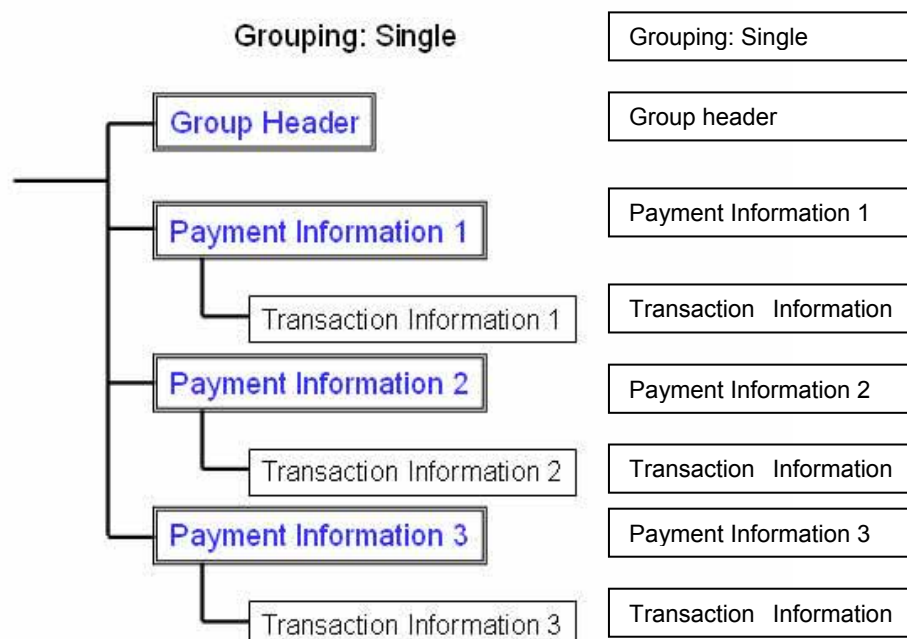 Grouping: Single
Grouping: Single
Group Header
Group header
Payment Information 1
Payment Information 1
Transaction Information 1
Transaction Information
Payment Information 2
Payment Information 2
Transaction Information 2
Transaction Information
Payment Information 3
Payment Information 3
Transaction Information 3
Transaction Information